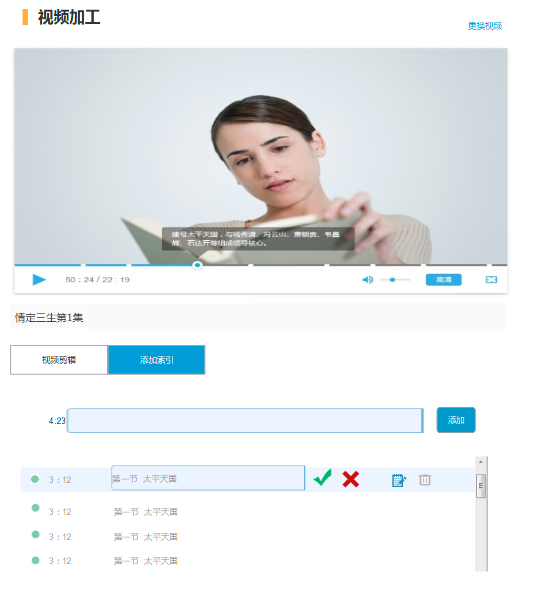 视频加工
更换视频
建号太平天国，与杨秀清、冯云山、萧朝贵、韦昌
辉、石达开等组成领导核心。
50：24 / 22：19
高清
情定三生第1集
视频剪辑
添加索引
4:23
添加
3：12 第一节 太平天国
3：12 第一节 太平天国
3：12 第一节 太平天国
3：12 第一节 太平天国